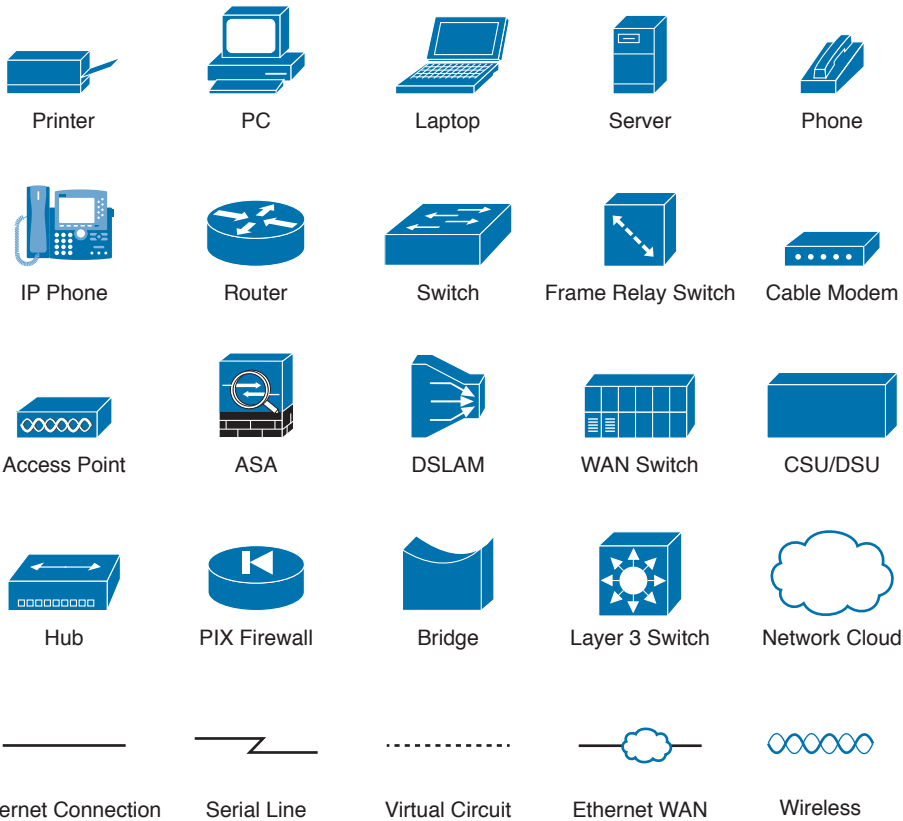 Printer
PC
Laptop
Server
Phone
IP Phone
Router
Switch
Frame Relay Switch
Cable Modem
Access Point
ASA
DSLAM
WAN Switch
CSU/DSU
Hub
PIX Firewall
Bridge
Layer 3 Switch
Network Cloud
ernet Connection
Serial Line
Virtual Circuit
Ethernet WAN
Wireless